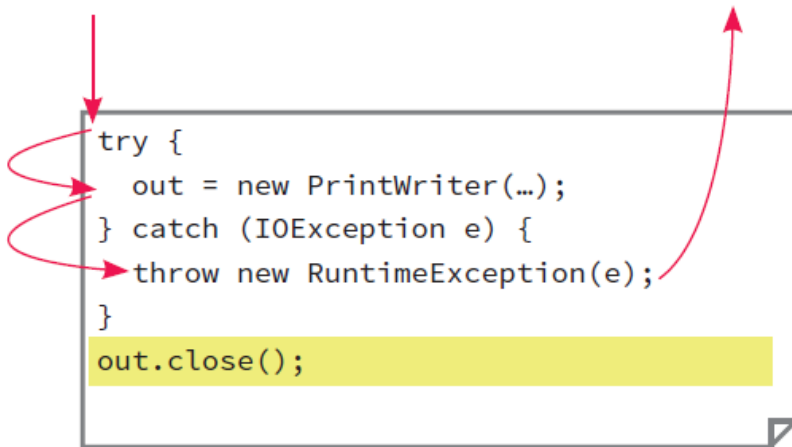 try {
out = new PrintWriter(…);
} catch (IOException e) {
throw new RuntimeException(e);
}
out.close();